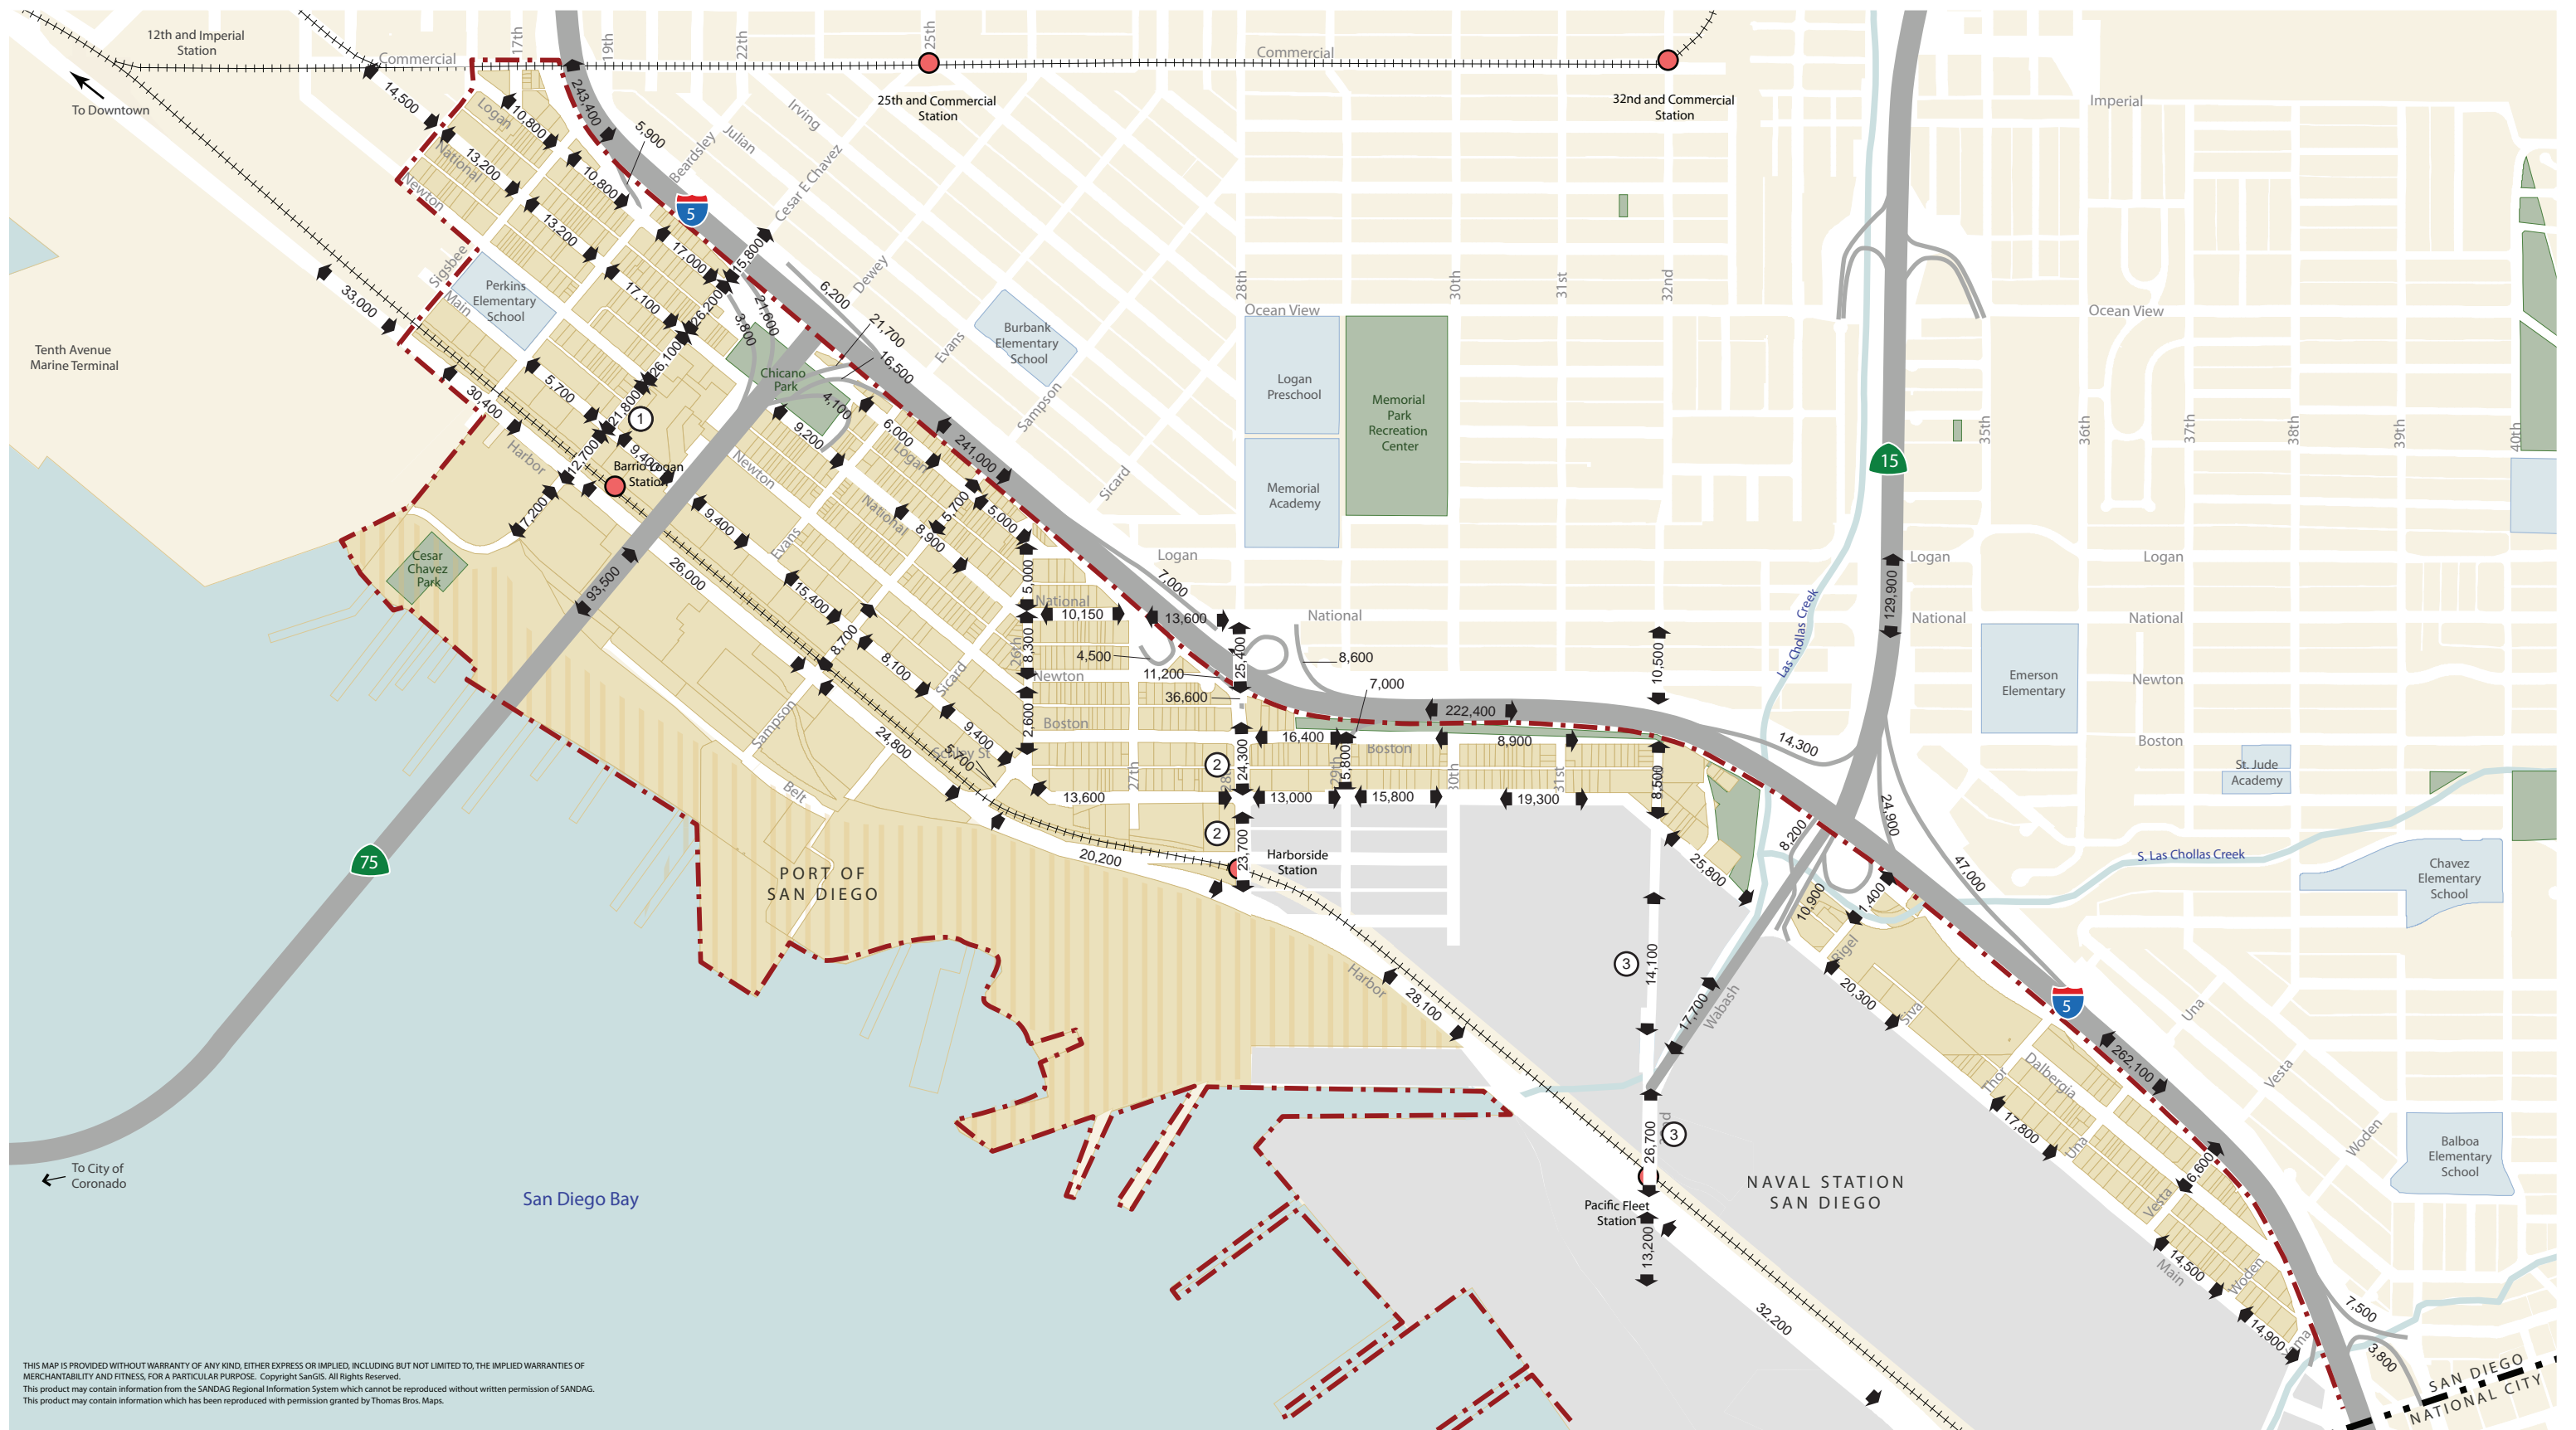 12th and Imperial
Station
To Downtown
Commercial
17th
19th
22th
25th
Commercial
25th and Commercial
Station
32nd and Commercial
Station
Imperial
14,500
Logan
10,800
243,400
5,900
Beardsley
Julian
Irving
Cesar E Chavez
National
13,200
10,800
Newton
13,200
5
17,000
15,800
Sigsbee
Main
Perkins
Elementary
School
17,100
26,200
21,600
3,800
6,200
Dewey
21,700
16,500
Evans
Burbank
Elementary
School
33,000
Tenth Avenue
Marine Terminal
26,100
Chicano
Park
4,100
5,700
21,800
1
30,400
Harbor
12,700
9,400
Barrio Logan
Station
7,200
9,200
6,000
Logan
241,000
Sampson
Sicard
Newton
National
5,700
5,000
8,900
9,400
Evans
Cesar
Chavez
Park
93,500
26,000
15,400
8,700
8,100
Sicard
9,400
Sampson
24,800
Schley St
5,700
Belt
28th
30th
31st
32nd
Ocean View
Ocean View
Logan
Preschool
Memorial
Academy
Memorial
Park
Recreation
Center
15
35th
36th
37th
38th
39th
40th
Logan
7,000
5,000
National
10,150
13,600
National
26th
8,300
4,500
25,400
8,600
11,200
Newton
36,600
7,000
2,600
Boston
222,400
10,500
Las Chollas Creek
129,900
Logan
Logan
National
National
Emerson
Elementary
Newton
Boston
St. Jude
Academy
16,400
Boston
8,900
14,300
2
24,300
27th
28th
29th
5,800
30th
31st
8,500
13,600
13,000
15,800
19,300
2
23,700
Harborside
Station
20,200
25,800
8,200
24,900
47,000
10,900
1,400
S. Las Chollas Creek
Chavez
Elementary
School
75
PORT OF
SAN DIEGO
Harbor
28,100
3
14,100
17,700
Wabash
Rigel
20,300
Siva
5
Una
Vesta
262,100
Dalbergia
Thor
17,800
Una
Woden
Balboa
Elementary
School
26,700
3
NAVAL STATION
SAN DIEGO
Pacific Fleet
Station
13,200
6,600
Vesta
14,500
Main
Woden
14,900
7,500
3,800
32,200
To City of
Coronado
San Diego Bay
SAN DIEGO
NATIONAL CITY
THIS MAP IS PROVIDED WITHOUT WARRANTY OF ANY KIND, EITHER EXPRESS OR IMPLIED, INCLUDING BUT NOT LIMITED TO, THE IMPLIED WARRANTIES OF
MERCHANTABILITY AND FITNESS, FOR A PARTICULAR PURPOSE. Copyright SanGIS. All Rights Reserved.
This product may contain information from the SANDAG Regional Information System which cannot be reproduced without written permission of SANDAG.
This product may contain information which has been reproduced with permission granted by Thomas Bros. Maps.